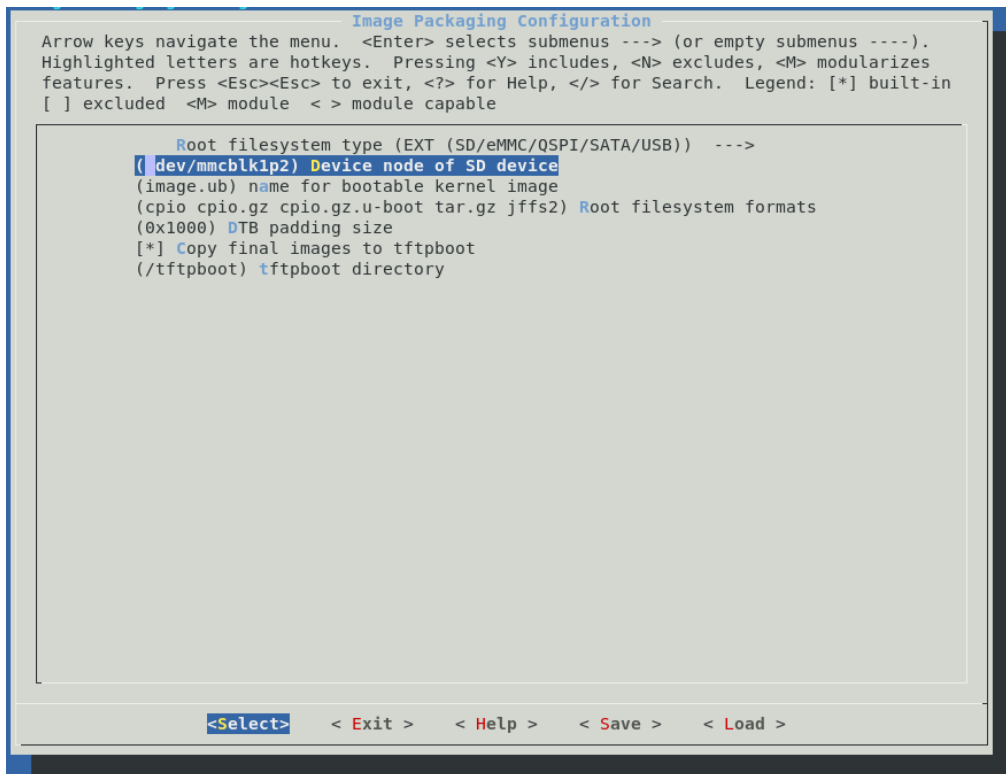 Image Packaging Configuration
Arrow keys navigate the menu.  <Enter> selects submenus ---> (or empty submenus ----).
Highlighted letters are hotkeys.  Pressing <Y> includes, <N> excludes, <M> modularizes
features.  Press <Esc><Esc> to exit, <?> for Help, </> for Search.  Legend: [*] built-in
[ ] excluded  <M> module  < > module capable
Root filesystem type (EXT (SD/eMMC/QSPI/SATA/USB))  --->
( dev/mmcblk1p2) Device node of SD device
(image.ub) name for bootable kernel image
(cpio cpio.gz cpio.gz.u-boot tar.gz jffs2) Root filesystem formats
(0x1000) DTB padding size
[*] Copy final images to tftpboot
(/tftpboot) tftpboot directory
<Select>    < Exit >    < Help >    < Save >    < Load >